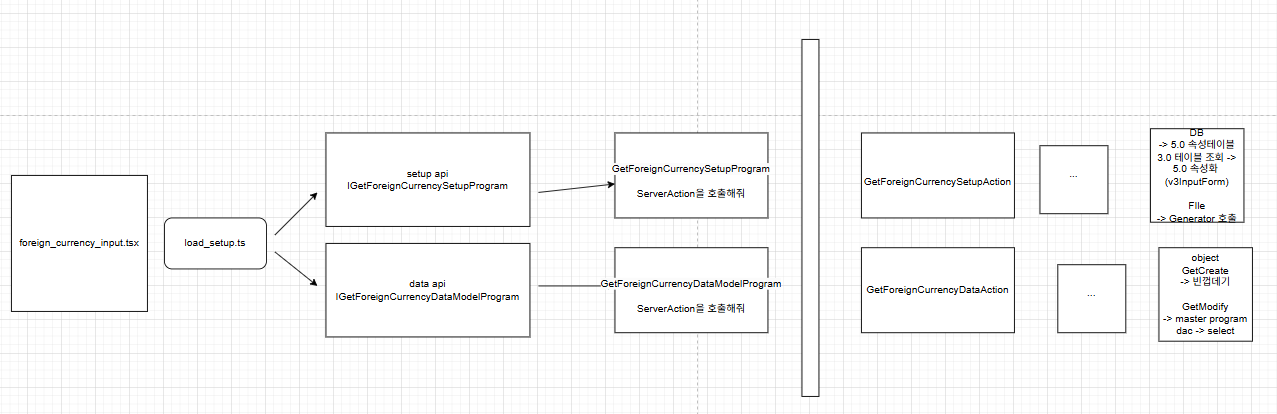 foreign_currency_input.tsx
load_setup.ts
setup api
IGetForeignCurrencySetupProgram
data api
IGetForeignCurrencyDataModelProgram
GetForeignCurrencySetupProgram
ServerAction을 호출해줘
GetForeignCurrencyDataModelProgram
ServerAction을 호출해줘
GetForeignCurrencySetupAction
...
DB
-> 5.0 속성테이블
3.0 테이블 조회 ->
5.0 속성화
(v3InputForm)
FIle
-> Generator 호출
GetForeignCurrencyDataAction
...
object
GetCreate
-> 빈껍데기
GetModify
-> master program
dac -> select